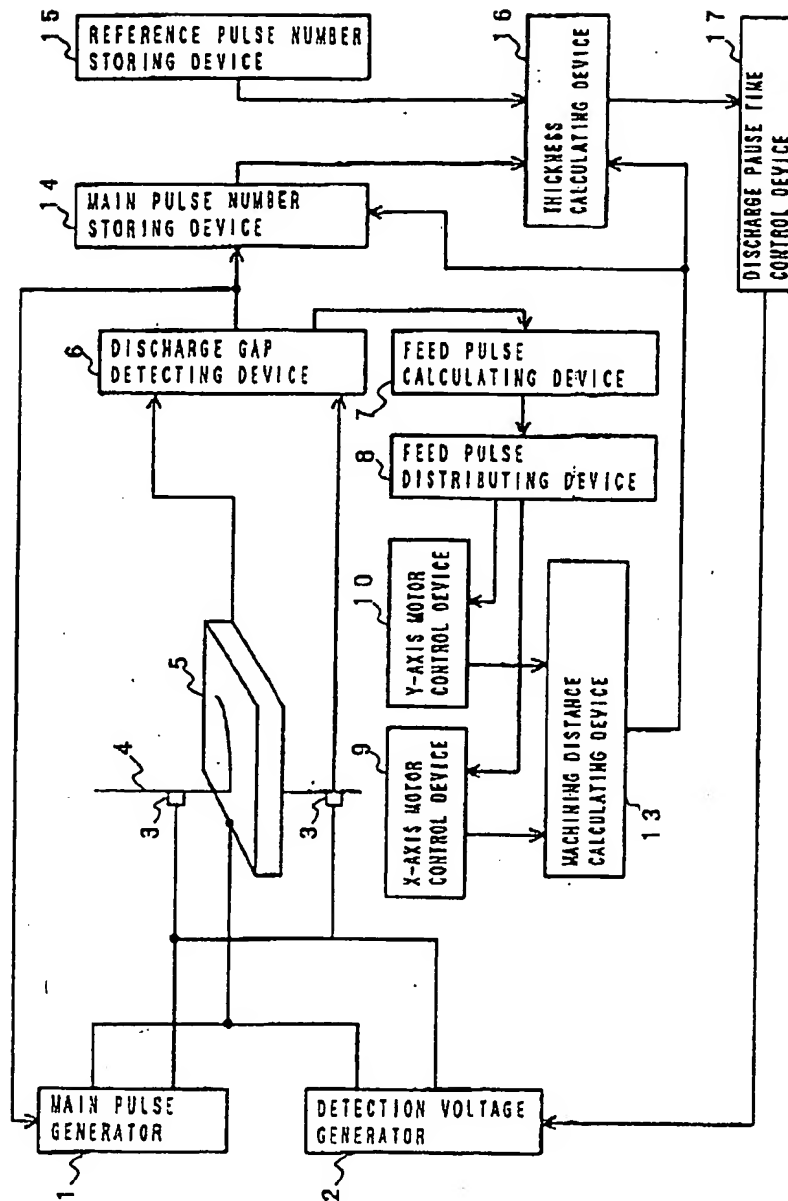 15
REFERENCE PULSE NUMBER
STORING DEVICE
16
THICKNESS
CALCULATING DEVICE
17
DISCHARGE PAUSE TIME
CONTROL DEVICE
14
MAIN PULSE NUMBER
STORING DEVICE
6
DISCHARGE GAP
DETECTING DEVICE
7
FEED PULSE
CALCULATING DEVICE
8
FEED PULSE
DISTRIBUTING DEVICE
10
Y-AXIS MOTOR
CONTROL DEVICE
9
X-AXIS MOTOR
CONTROL DEVICE
MACHINING DISTANCE
CALCULATING DEVICE
13
5
4
3
3
MAIN PULSE
GENERATOR
1
DETECTION VOLTAGE
GENERATOR
2